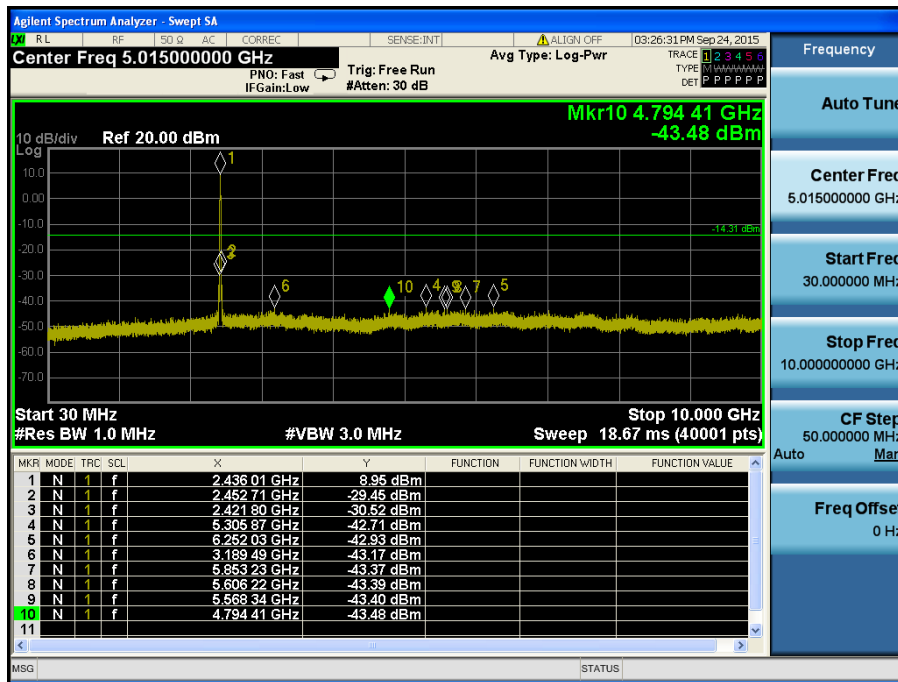 Agilent Spectrum Analyzer - Swept SA
LXI RL RF 50 Ω AC CORREC SENSE:INT ALIGN OFF 03:26:31 PM Sep 24, 2015
Center Freq 5.015000000 GHz
PNO: Fast
IFGain:Low
Trig: Free Run
#Atten: 30 dB
Avg Type: Log-Pwr
TRACE 1 2 3 4 5 6
TYPE MWWWWW
DET P P P P P P
Mkr10 4.794 41 GHz
-43.48 dBm
10 dB/div Ref 20.00 dBm
Log
10.0
0.00
-10.0
-20.0
-30.0
-40.0
-50.0
-60.0
-70.0
-14.31 dBm
1
2
6 10 4 9 7 5
Start 30 MHz Stop 10.000 GHz
#Res BW 1.0 MHz #VBW 3.0 MHz Sweep 18.67 ms (40001 pts)
MKR MODE TRC SCL X Y FUNCTION FUNCTION WIDTH FUNCTION VALUE
1 N 1 f 2.436 01 GHz 8.95 dBm
2 N 1 f 2.452 71 GHz -29.45 dBm
3 N 1 f 2.421 80 GHz -30.52 dBm
4 N 1 f 5.305 87 GHz -42.71 dBm
5 N 1 f 6.252 03 GHz -42.93 dBm
6 N 1 f 3.189 49 GHz -43.17 dBm
7 N 1 f 5.853 23 GHz -43.37 dBm
8 N 1 f 5.606 22 GHz -43.39 dBm
9 N 1 f 5.568 34 GHz -43.40 dBm
10 N 1 f 4.794 41 GHz -43.48 dBm
11
MSG STATUS
Frequency
Auto Tune
Center Freq
5.015000000 GHz
Start Freq
30.000000 MHz
Stop Freq
10.000000000 GHz
CF Step
50.000000 MHz
Auto Man
Freq Offset
0 Hz